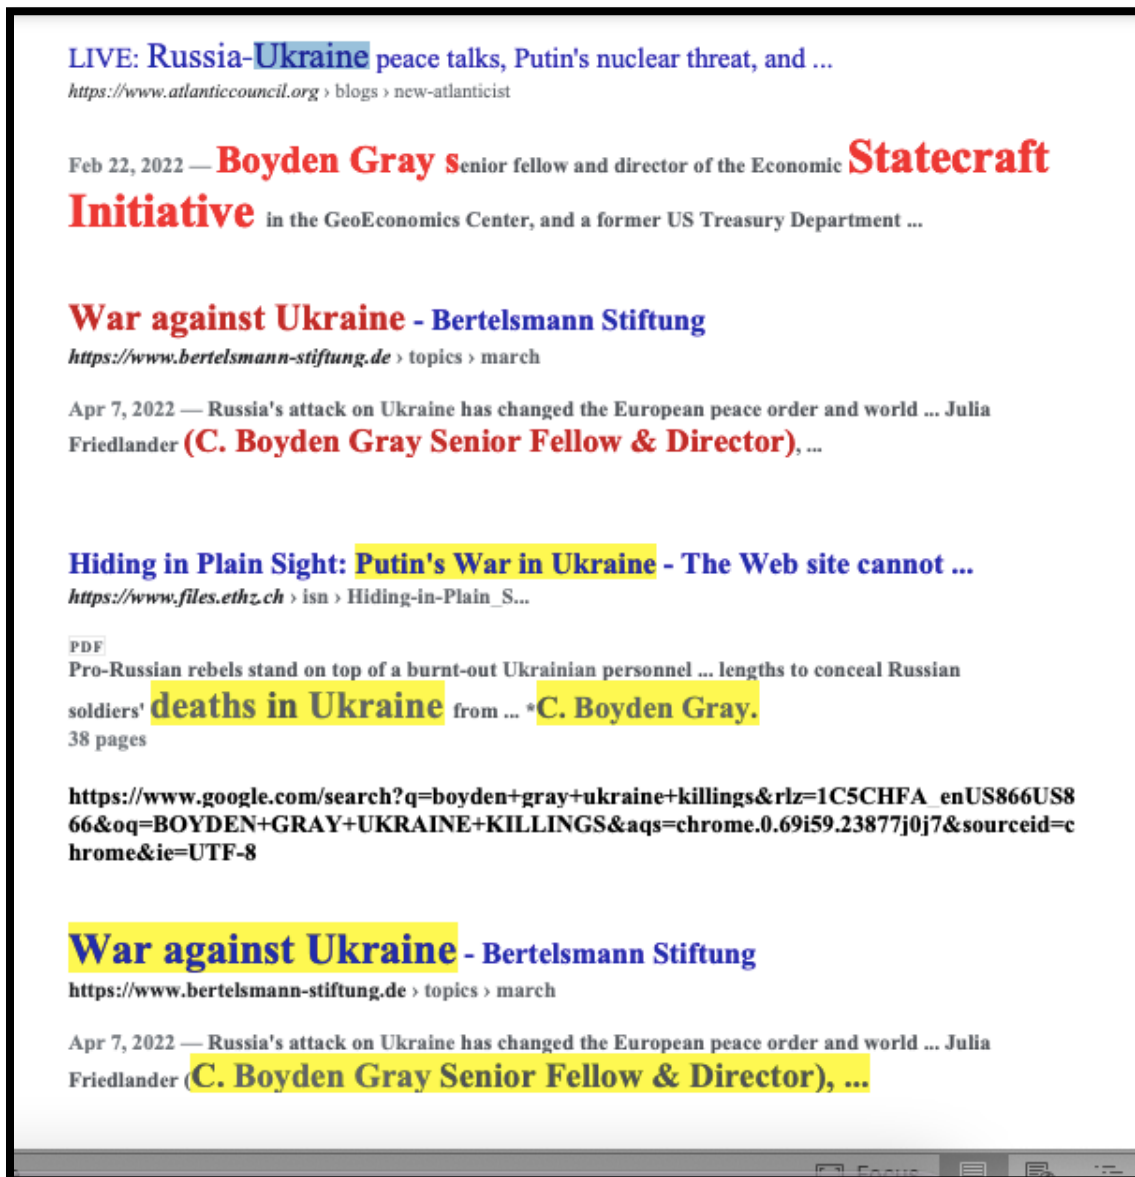 LIVE: Russia-Ukraine peace talks, Putin's nuclear threat, and ...
https://www.atlanticcouncil.org › blogs › new-atlanticist
Feb 22, 2022 — Boyden Gray senior fellow and director of the Economic Statecraft
Initiative in the GeoEconomics Center, and a former US Treasury Department ...
War against Ukraine - Bertelsmann Stiftung
https://www.bertelsmann-stiftung.de › topics › march
Apr 7, 2022 — Russia's attack on Ukraine has changed the European peace order and world ... Julia
Friedlander (C. Boyden Gray Senior Fellow & Director), ...
Hiding in Plain Sight: Putin's War in Ukraine - The Web site cannot ...
https://www.files.ethz.ch › isn › Hiding-in-Plain_S...
PDF
Pro-Russian rebels stand on top of a burnt-out Ukrainian personnel ... lengths to conceal Russian
soldiers' deaths in Ukraine from ... *C. Boyden Gray.
38 pages
https://www.google.com/search?q=boyden+gray+ukraine+killings&rlz=1C5CHFA_enUS866US8
66&oq=BOYDEN+GRAY+UKRAINE+KILLINGS&aqs=chrome.0.69i59.23877j0j7&sourceid=c
hrome&ie=UTF-8
War against Ukraine - Bertelsmann Stiftung
https://www.bertelsmann-stiftung.de › topics › march
Apr 7, 2022 — Russia's attack on Ukraine has changed the European peace order and world ... Julia
Friedlander (C. Boyden Gray Senior Fellow & Director), ...
Focus